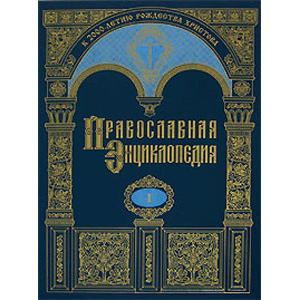 К 2000-ЛЕТИЮ РОЖДЕСТВА ХРИСТОВА
ПРАВОСЛАВНАЯ
ЭНЦИКЛОПЕДИЯ
I